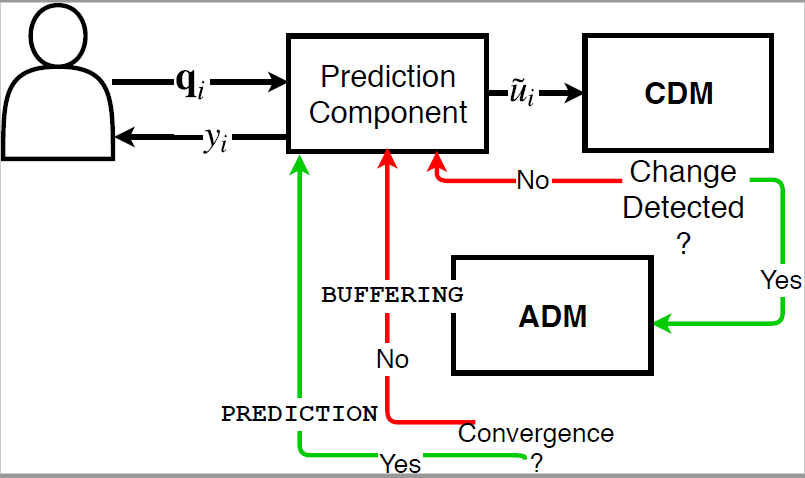 q_i
y_i
Prediction
Component
ũ_i
CDM
No
Change
Detected
?
Yes
BUFFERING
ADM
No
PREDICTION
Convergence
?
Yes